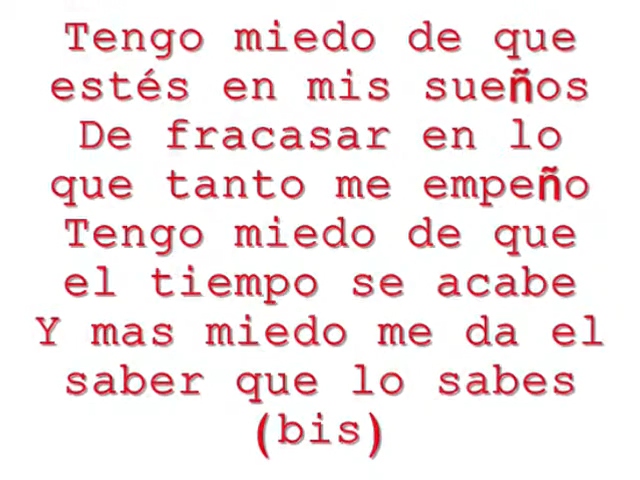 Tengo miedo de que
estés en mis sueños
De fracasar en lo
que tanto me empeño
Tengo miedo de que
el tiempo se acabe
Y mas miedo me da el
saber que lo sabes
(bis)